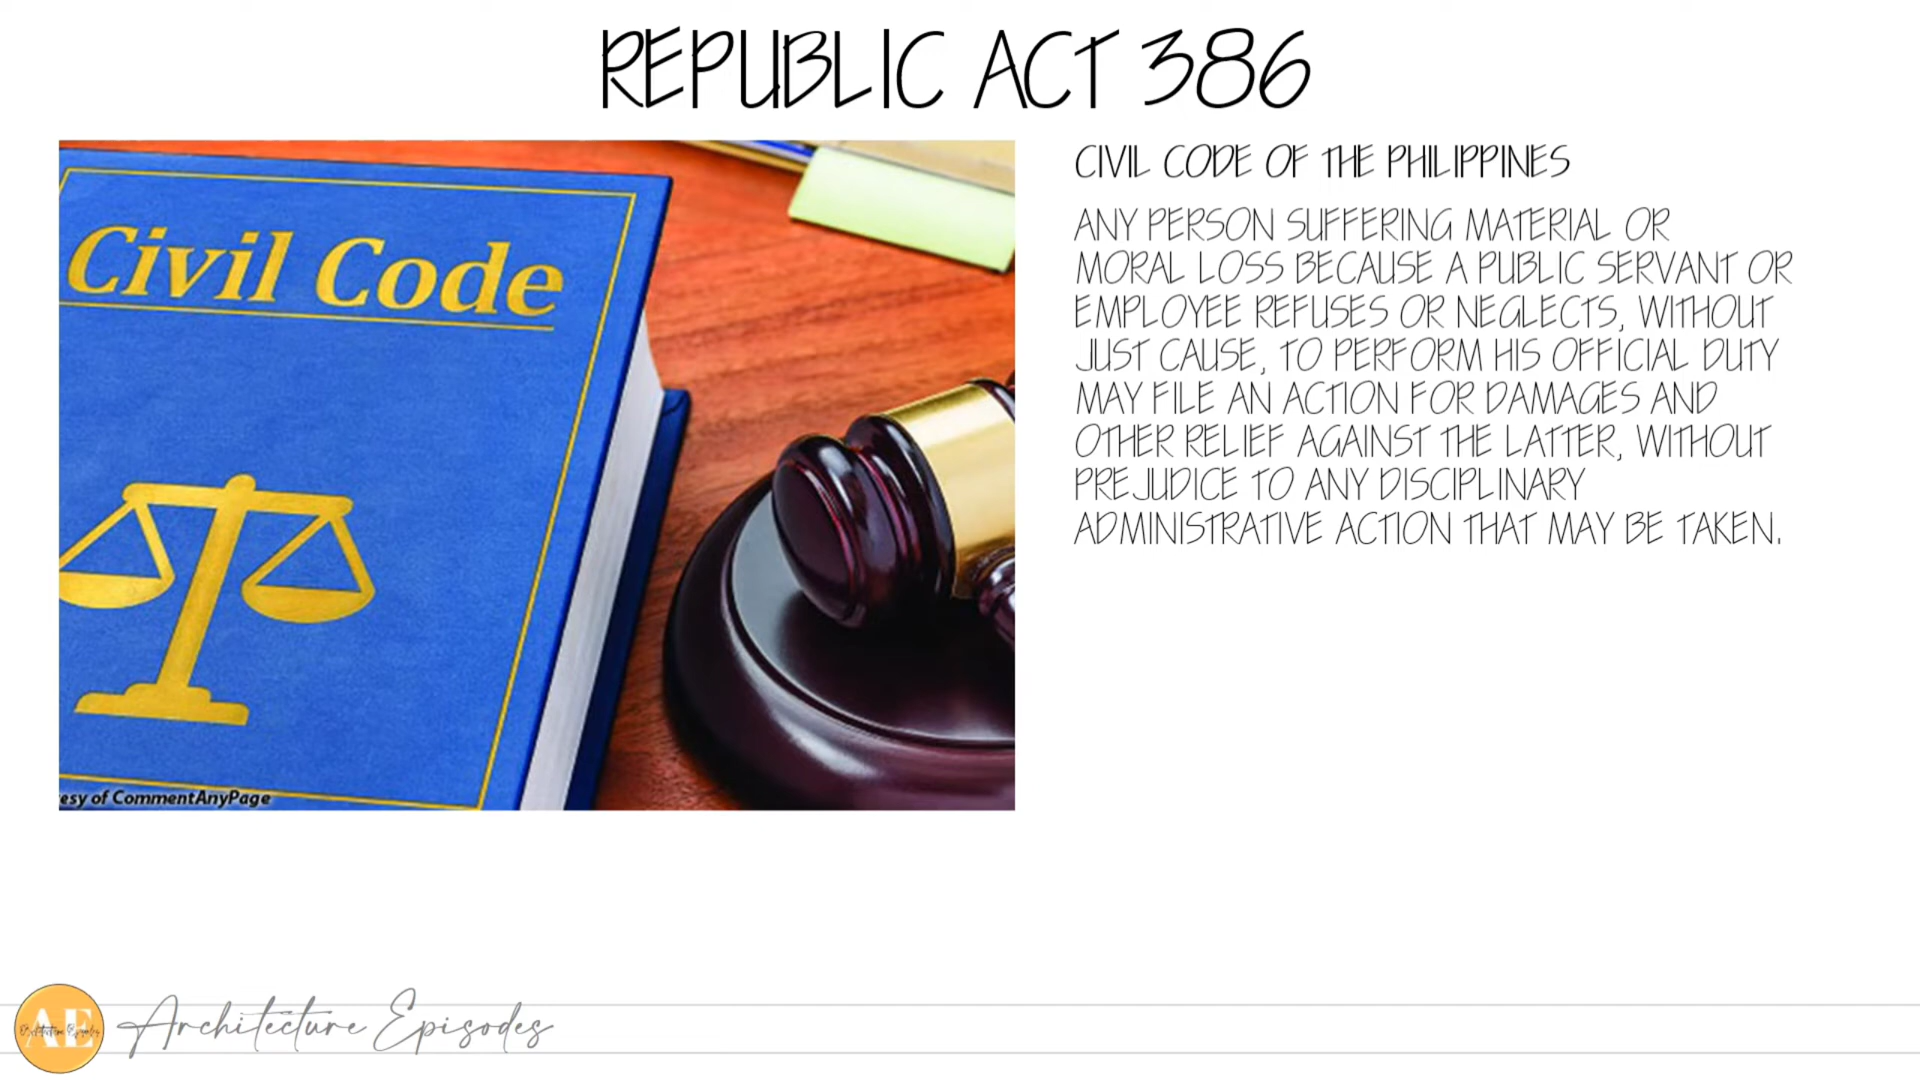 REPUBLIC ACT 386
Civil Code
esy of CommentAnyPage
CIVIL CODE OF THE PHILIPPINES
ANY PERSON SUFFERING MATERIAL OR
MORAL LOSS BECAUSE A PUBLIC SERVANT OR
EMPLOYEE REFUSES OR NEGLECTS, WITHOUT
JUST CAUSE, TO PERFORM HIS OFFICIAL DUTY
MAY FILE AN ACTION FOR DAMAGES AND
OTHER RELIEF AGAINST THE LATTER, WITHOUT
PREJUDICE TO ANY DISCIPLINARY
ADMINISTRATIVE ACTION THAT MAY BE TAKEN.
AE
Architecture Episodes
Architecture Episodes